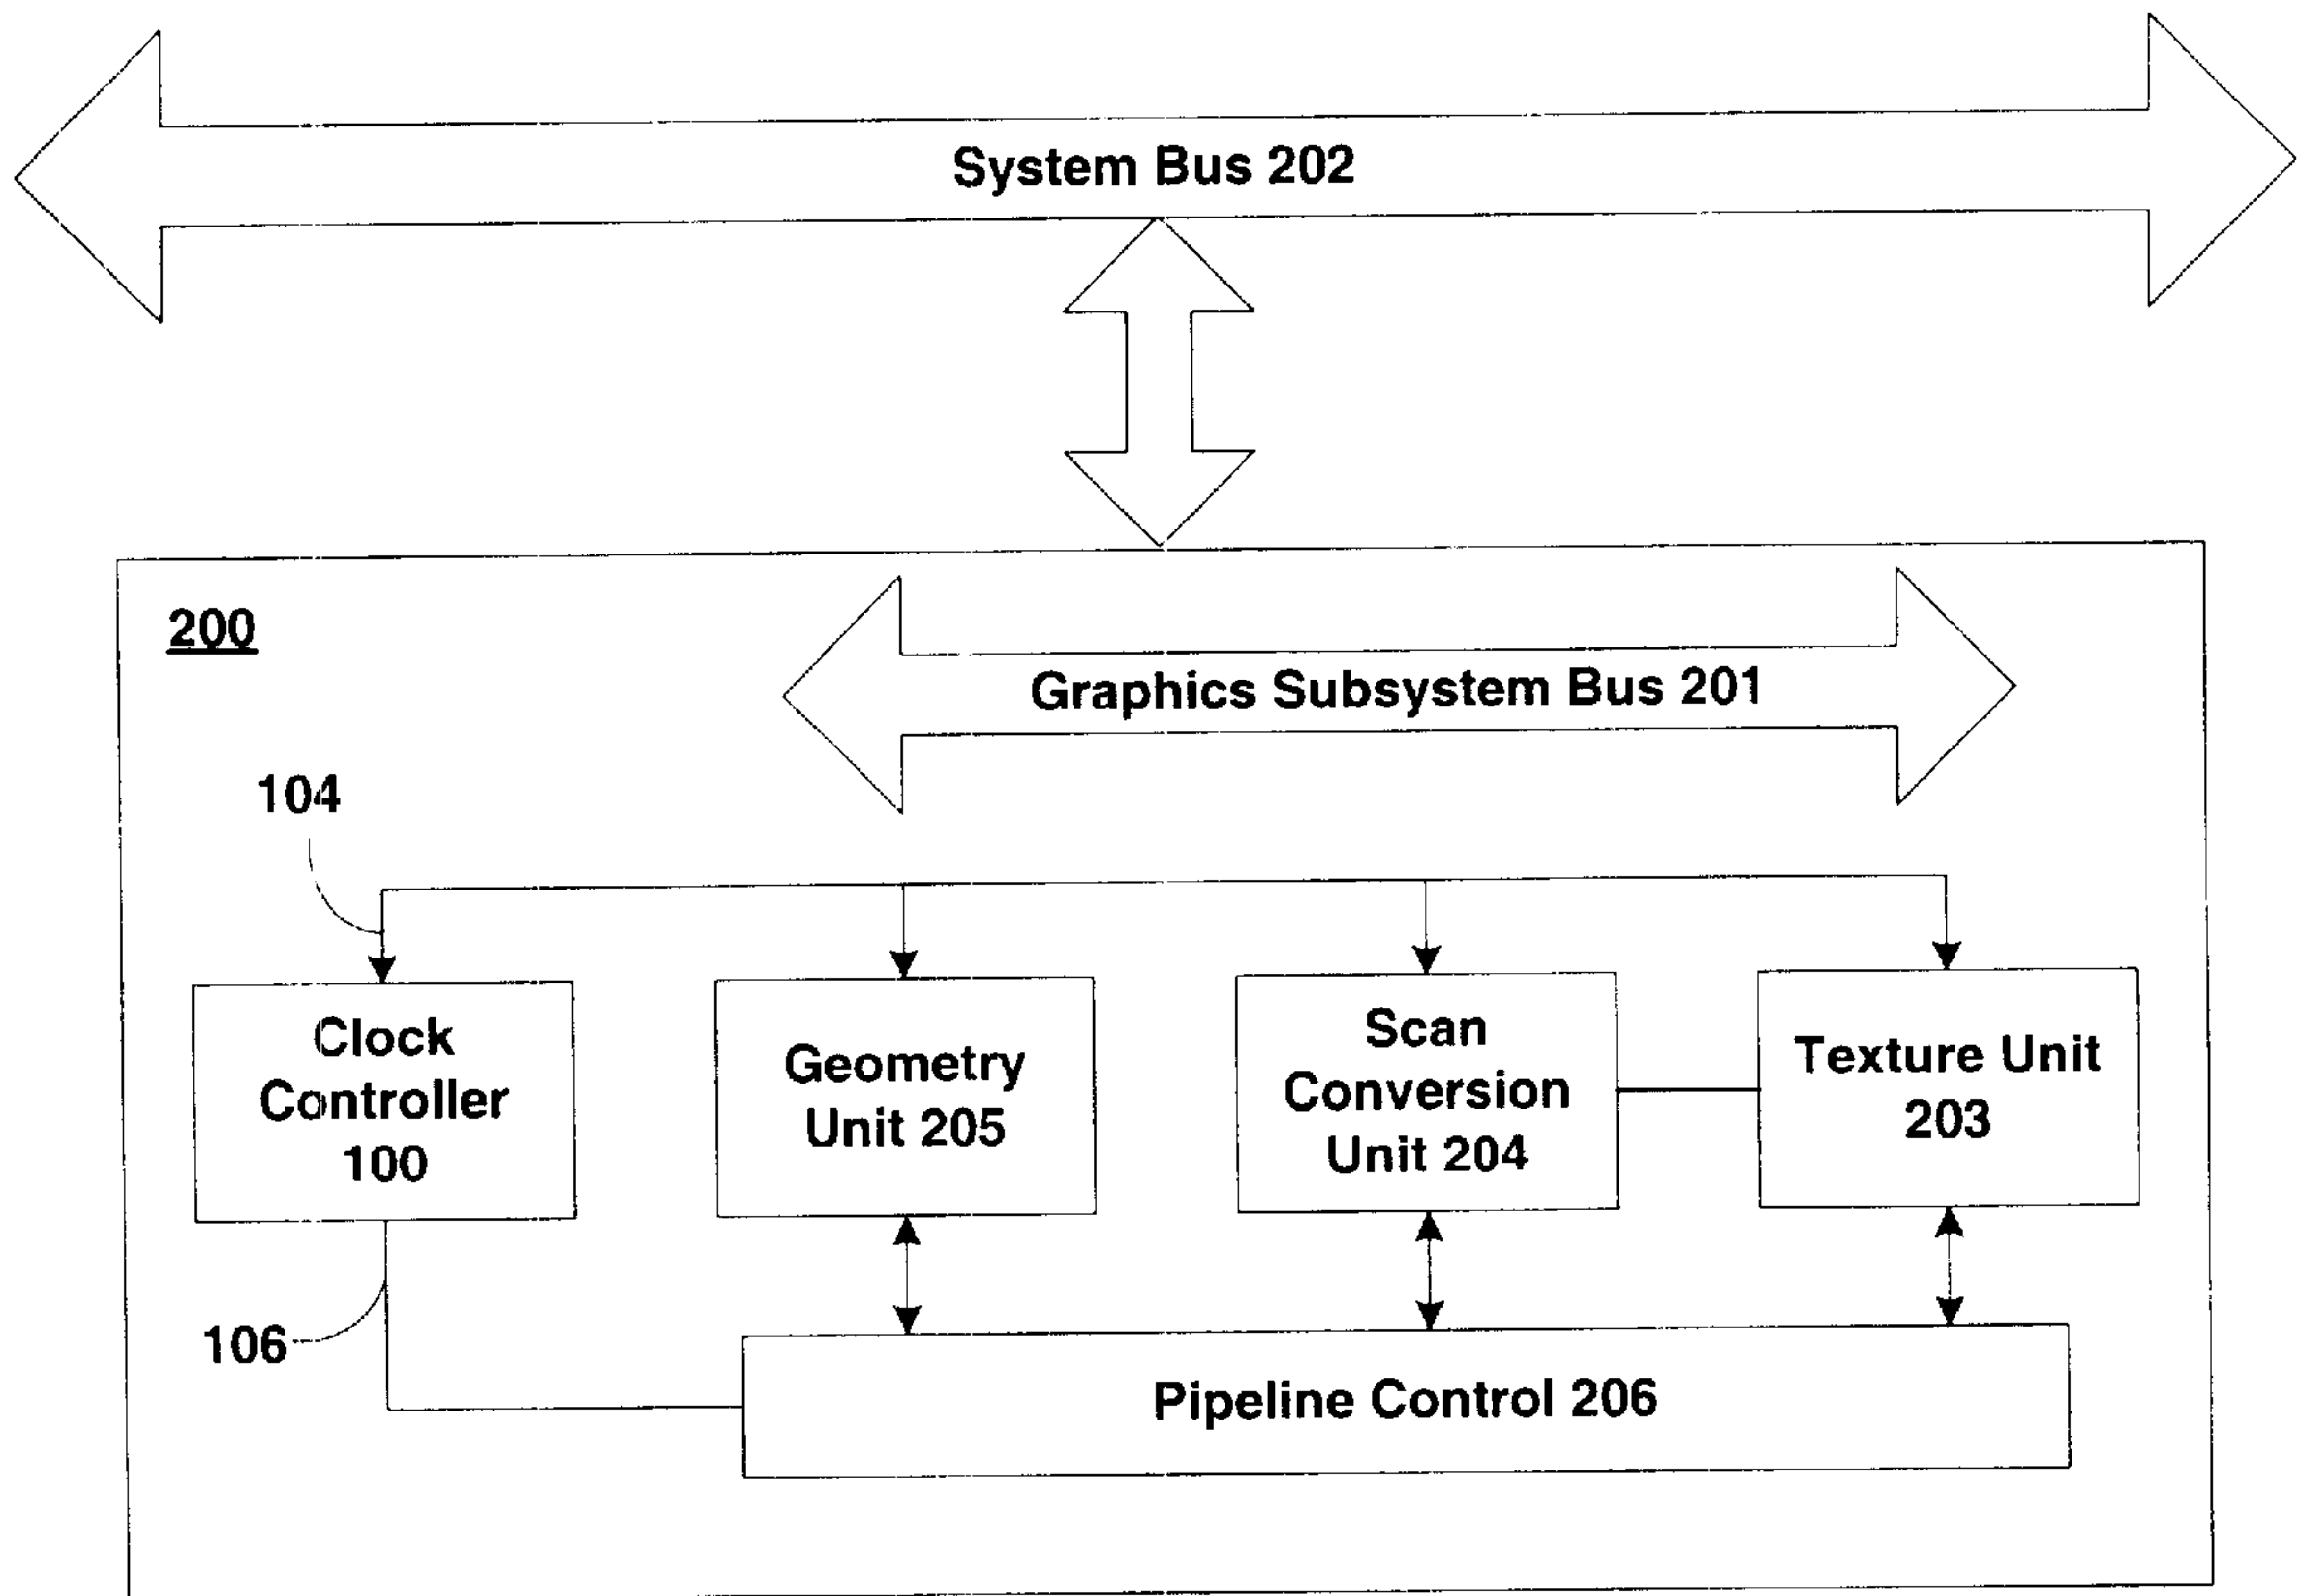 System Bus 202
200
Graphics Subsystem Bus 201
104
Clock
Controller
100
Geometry
Unit 205
Scan
Conversion
Unit 204
Texture Unit
203
106
Pipeline Control 206